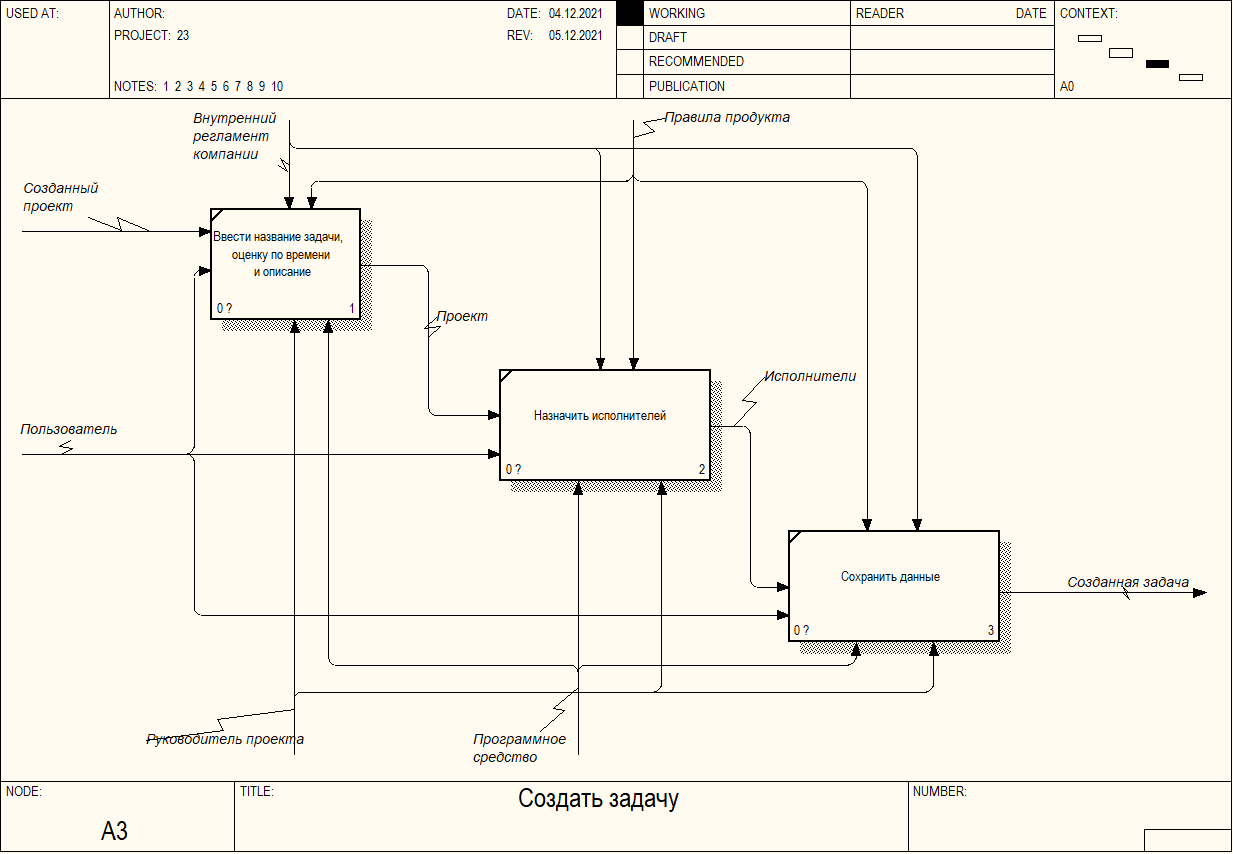 USED AT:
AUTHOR:
DATE: 04.12.2021
PROJECT: 23
REV: 05.12.2021
NOTES: 1 2 3 4 5 6 7 8 9 10
WORKING
DRAFT
RECOMMENDED
PUBLICATION
READER
DATE
CONTEXT:
A0
Внутренний
регламент
компании
Правила продукта
Созданный
проект
Ввести название задачи,
оценку по времени
и описание
0 ?
1
Проект
Исполнители
Назначить исполнителей
0 ?
2
Пользователь
Сохранить данные
0 ?
3
Созданная задача
Руководитель проекта
Программное
средство
NODE:
A3
TITLE:
Создать задачу
NUMBER: